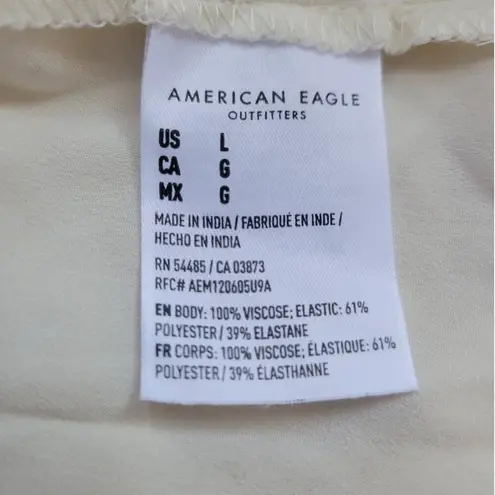 AMERICAN EAGLE
OUTFITTERS
US L
CA G
MX G
MADE IN INDIA / FABRIQUÉ EN INDE /
HECHO EN INDIA
RN 54485 / CA 03873
RFC# AEM120605U9A
EN BODY: 100% VISCOSE; ELASTIC: 61%
POLYESTER / 39% ELASTANE
FR CORPS: 100% VISCOSE; ÉLASTIQUE: 61%
POLYESTER / 39% ÉLASTHANNE